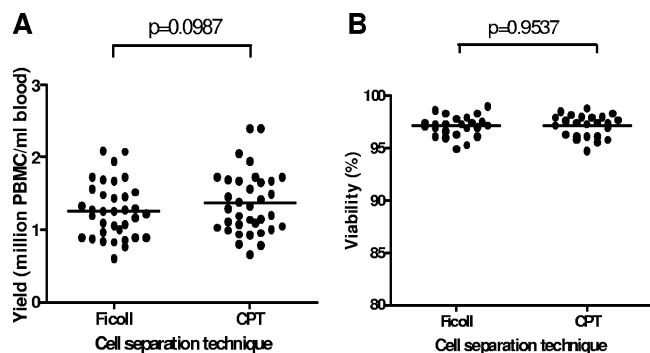 A
p=0.0987
Yield (million PBMC/ml blood)
3
2
1
0
Ficoll
CPT
Cell separation technique
B
p=0.9537
Viability (%)
100
95
90
85
80
Ficoll
CPT
Cell separation technique